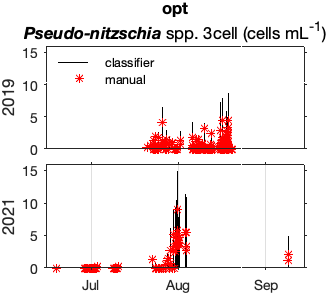 opt
Pseudo-nitzschia spp. 3cell (cells mL-1)
15
10
5
0
2019
classifier
manual
15
10
5
0
2021
Jul Aug Sep